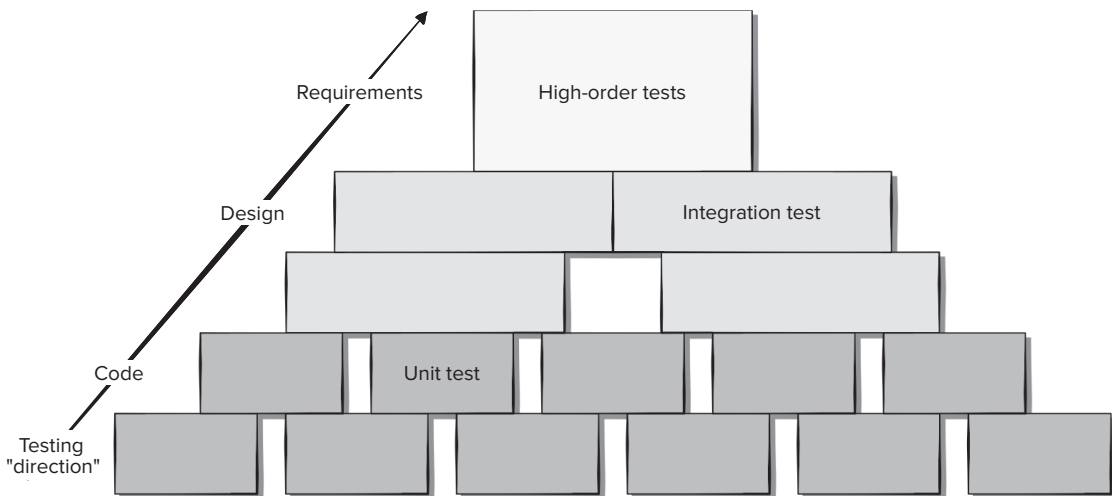 Requirements
High-order tests
Design
Integration test
Code
Unit test
Testing
"direction"